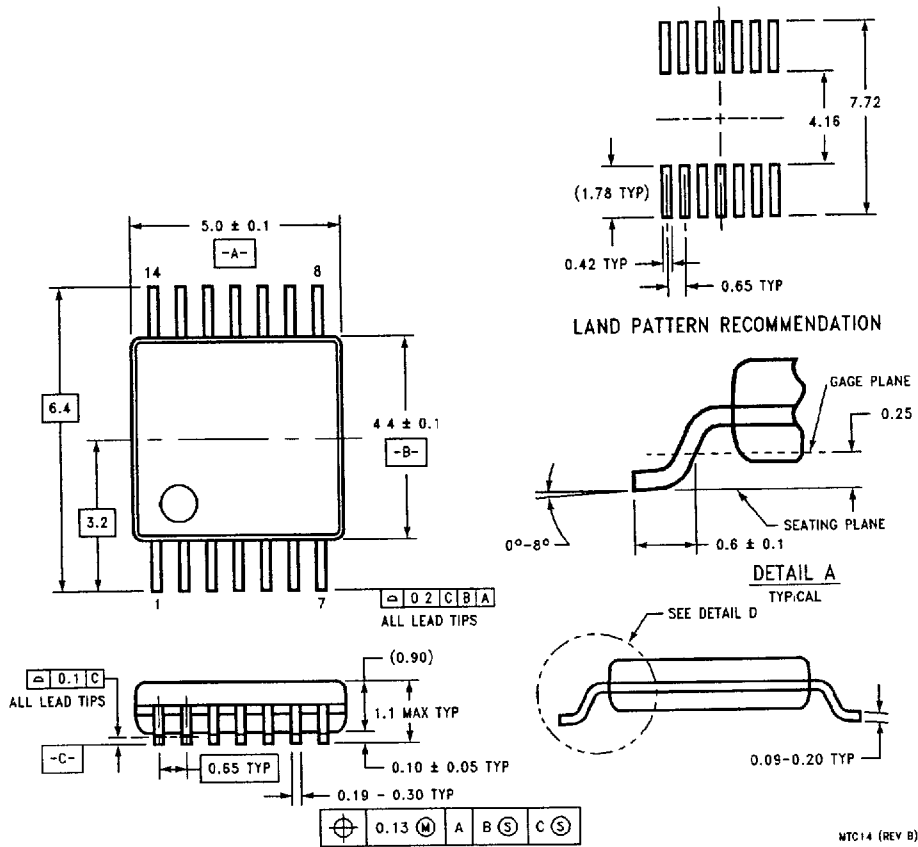 7.72
4.16
(1.78 TYP)
0.42 TYP
0.65 TYP
LAND PATTERN RECOMMENDATION
5.0 ± 0.1
-A-
14
8
6.4
4.4 ± 0.1
-B-
3.2
1
7
⌓ 0.2 C B A
ALL LEAD TIPS
GAGE PLANE
0.25
SEATING PLANE
0°-8°
0.6 ± 0.1
DETAIL A
TYPICAL
SEE DETAIL D
(0.90)
⌓ 0.1 C
ALL LEAD TIPS
1.1 MAX TYP
-C-
0.65 TYP
0.10 ± 0.05 TYP
0.09-0.20 TYP
0.19 - 0.30 TYP
⌖ 0.13 Ⓜ A B Ⓢ C Ⓢ
MTC14 (REV B)